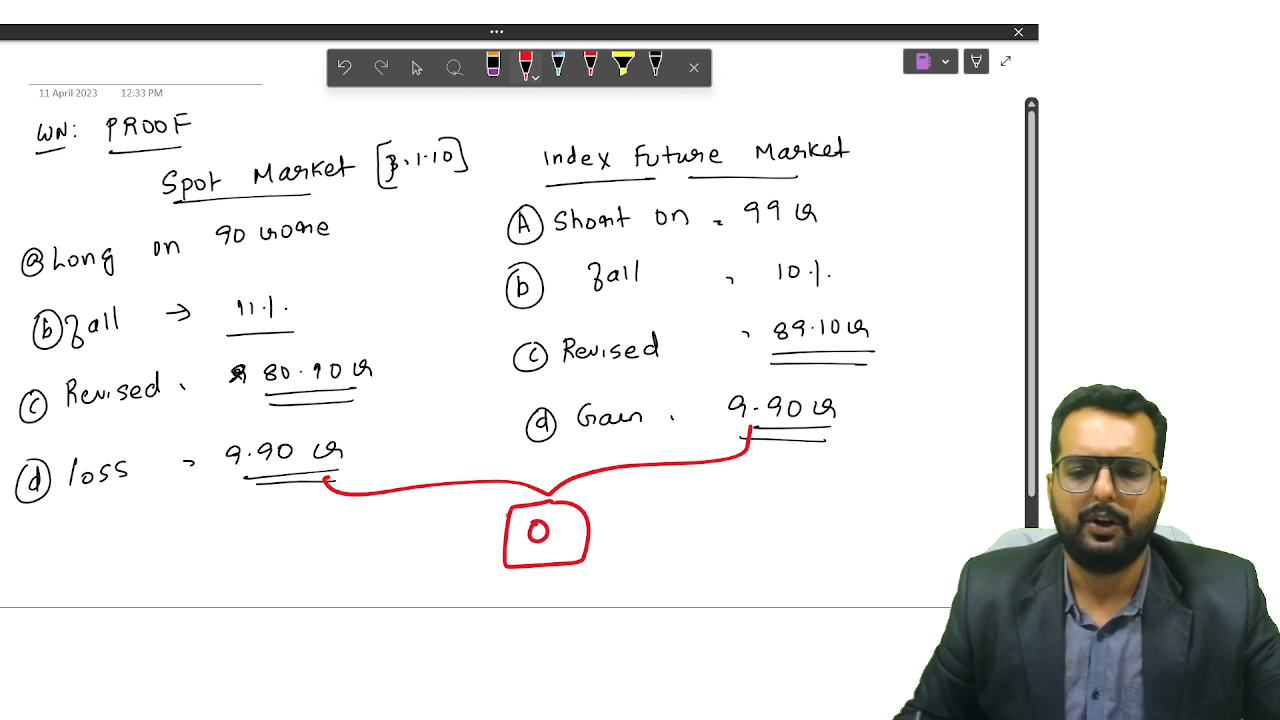 11 April 2023 12:33 PM
WN: PROOF
Spot Market [β, 1.10]
ⓐ Long on 90 crore
ⓑ fall → 11%.
ⓒ Revised, 80.10 cr
ⓓ loss = 9.90 cr
Index Future Market
Ⓐ Short on = 99 cr
ⓑ fall, 10%.
ⓒ Revised, 89.10 cr
ⓓ Gain, 9.90 cr
0